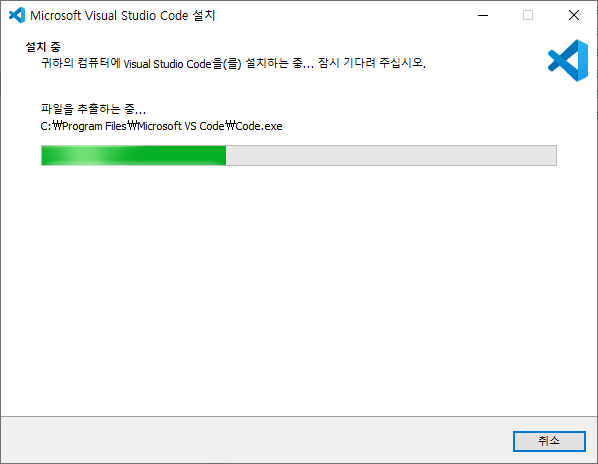 Microsoft Visual Studio Code 설치
설치 중
귀하의 컴퓨터에 Visual Studio Code을(를) 설치하는 중... 잠시 기다려 주십시오.
파일을 추출하는 중...
C:₩Program Files₩Microsoft VS Code₩Code.exe
취소